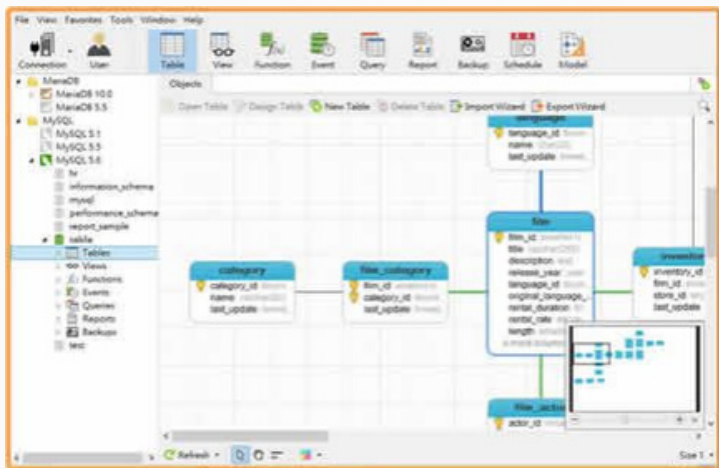 File View Favorites Tools Window Help
Connection User Table View Function Event Query Report Backup Schedule Model
MariaDB
MariaDB 10.0
MariaDB 5.5
MySQL
MySQL 5.1
MySQL 5.5
MySQL 5.6
hr
information_schema
mysql
performance_schema
report_sample
sakila
Tables
Views
Functions
Events
Queries
Reports
Backups
test
Objects
Open Table Design Table New Table Delete Table Import Wizard Export Wizard
language
language_id
name
last_update
film
film_id
title
description
release_year
language_id
original_language_
rental_duration
rental_rate
length
category
category_id
name
last_update
film_category
film_id
category_id
last_update
inventor
inventory_id
film_id
store_id
last_update
film_acto
actor_id
Refresh
Size 1